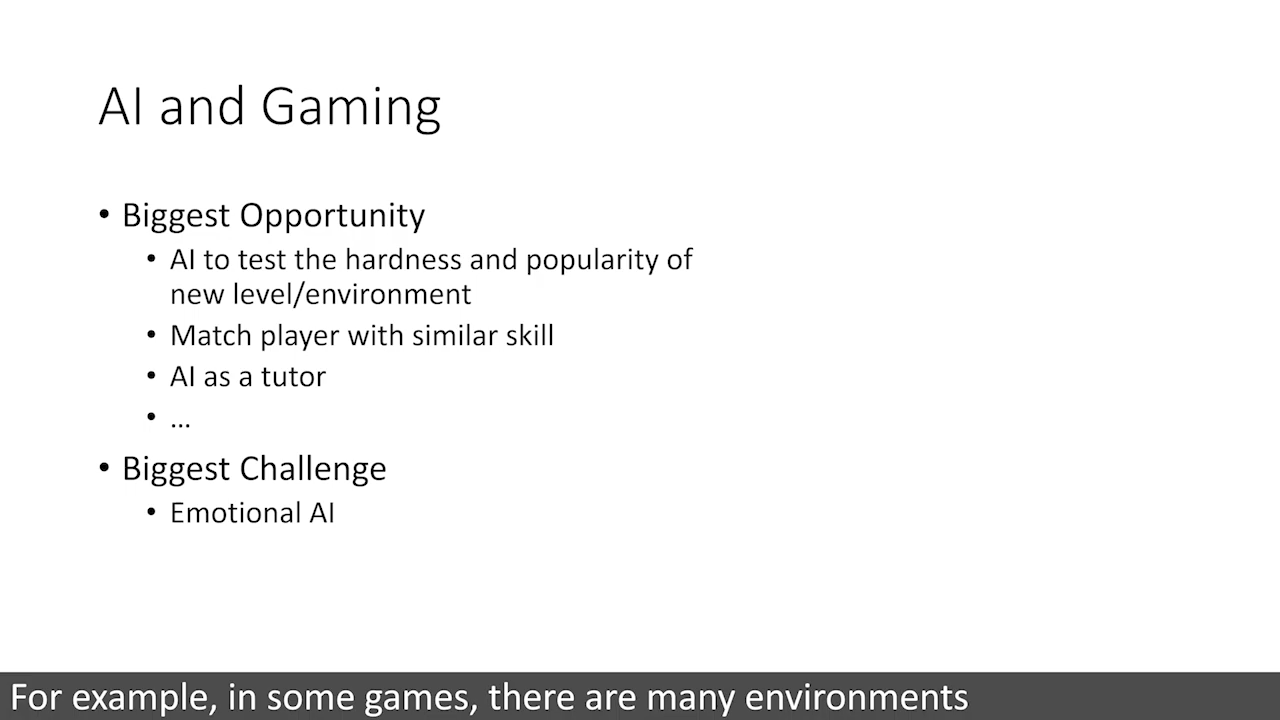 AI and Gaming
• Biggest Opportunity
• AI to test the hardness and popularity of
new level/environment
• Match player with similar skill
• AI as a tutor
• …
• Biggest Challenge
• Emotional AI
For example, in some games, there are many environments